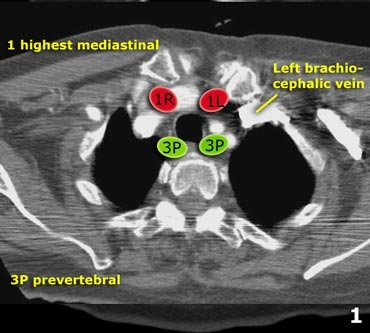 1 highest mediastinal
Left brachio-
cephalic vein
1R
1L
3P
3P
3P prevertebral
1